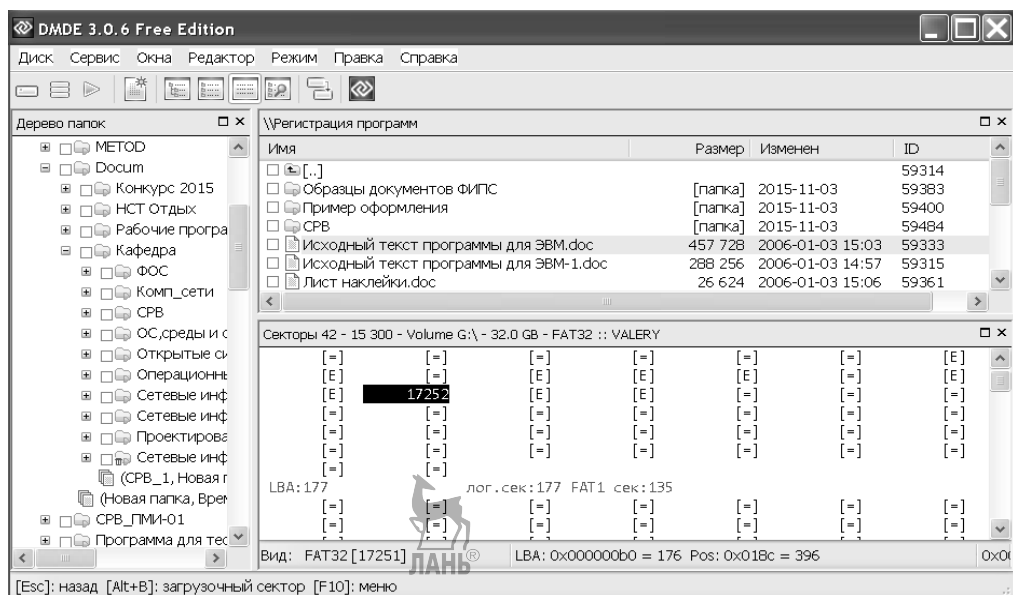 DMDE 3.0.6 Free Edition
Диск Сервис Окна Редактор Режим Правка Справка
Дерево папок
METOD
Docum
Конкурс 2015
НСТ Отдых
Рабочие програ
Кафедра
ФОС
Комп_сети
СРВ
ОС,среды и с
Открытые си
Операционнь
Сетевые инф
Сетевые инф
Проектирова
Сетевые инф
(СРВ_1, Новая г
(Новая папка, Врем
СРВ_ПМИ-01
Программа для тес
\\Регистрация программ
Имя Размер Изменен ID
[..] 59314
Образцы документов ФИПС [папка] 2015-11-03 59383
Пример оформления [папка] 2015-11-03 59400
СРВ [папка] 2015-11-03 59484
Исходный текст программы для ЭВМ.doc 457 728 2006-01-03 15:03 59333
Исходный текст программы для ЭВМ-1.doc 288 256 2006-01-03 14:57 59315
Лист наклейки.doc 26 624 2006-01-03 15:06 59361
Секторы 42 - 15 300 - Volume G:\ - 32.0 GB - FAT32 :: VALERY
[=] [=] [=] [=] [=] [=] [E]
[E] [=] [E] [E] [E] [=] [=]
[E] 17252 [E] [E] [=] [=] [=]
[=] [=] [=] [=] [=] [=] [=]
[=] [=] [=] [=] [=] [=] [=]
[=] [=] [=] [=] [=] [=] [=]
[=] [=]
LBA:177 лог.сек:177 FAT1 сек:135
[=] [=] [=] [=] [=] [=] [=]
[=] [=] [=] [=] [=] [=] [=]
Вид: FAT32 [17251] LBA: 0x000000b0 = 176 Pos: 0x018c = 396 0x0
ЛАНЬ®
[Esc]: назад [Alt+B]: загрузочный сектор [F10]: меню